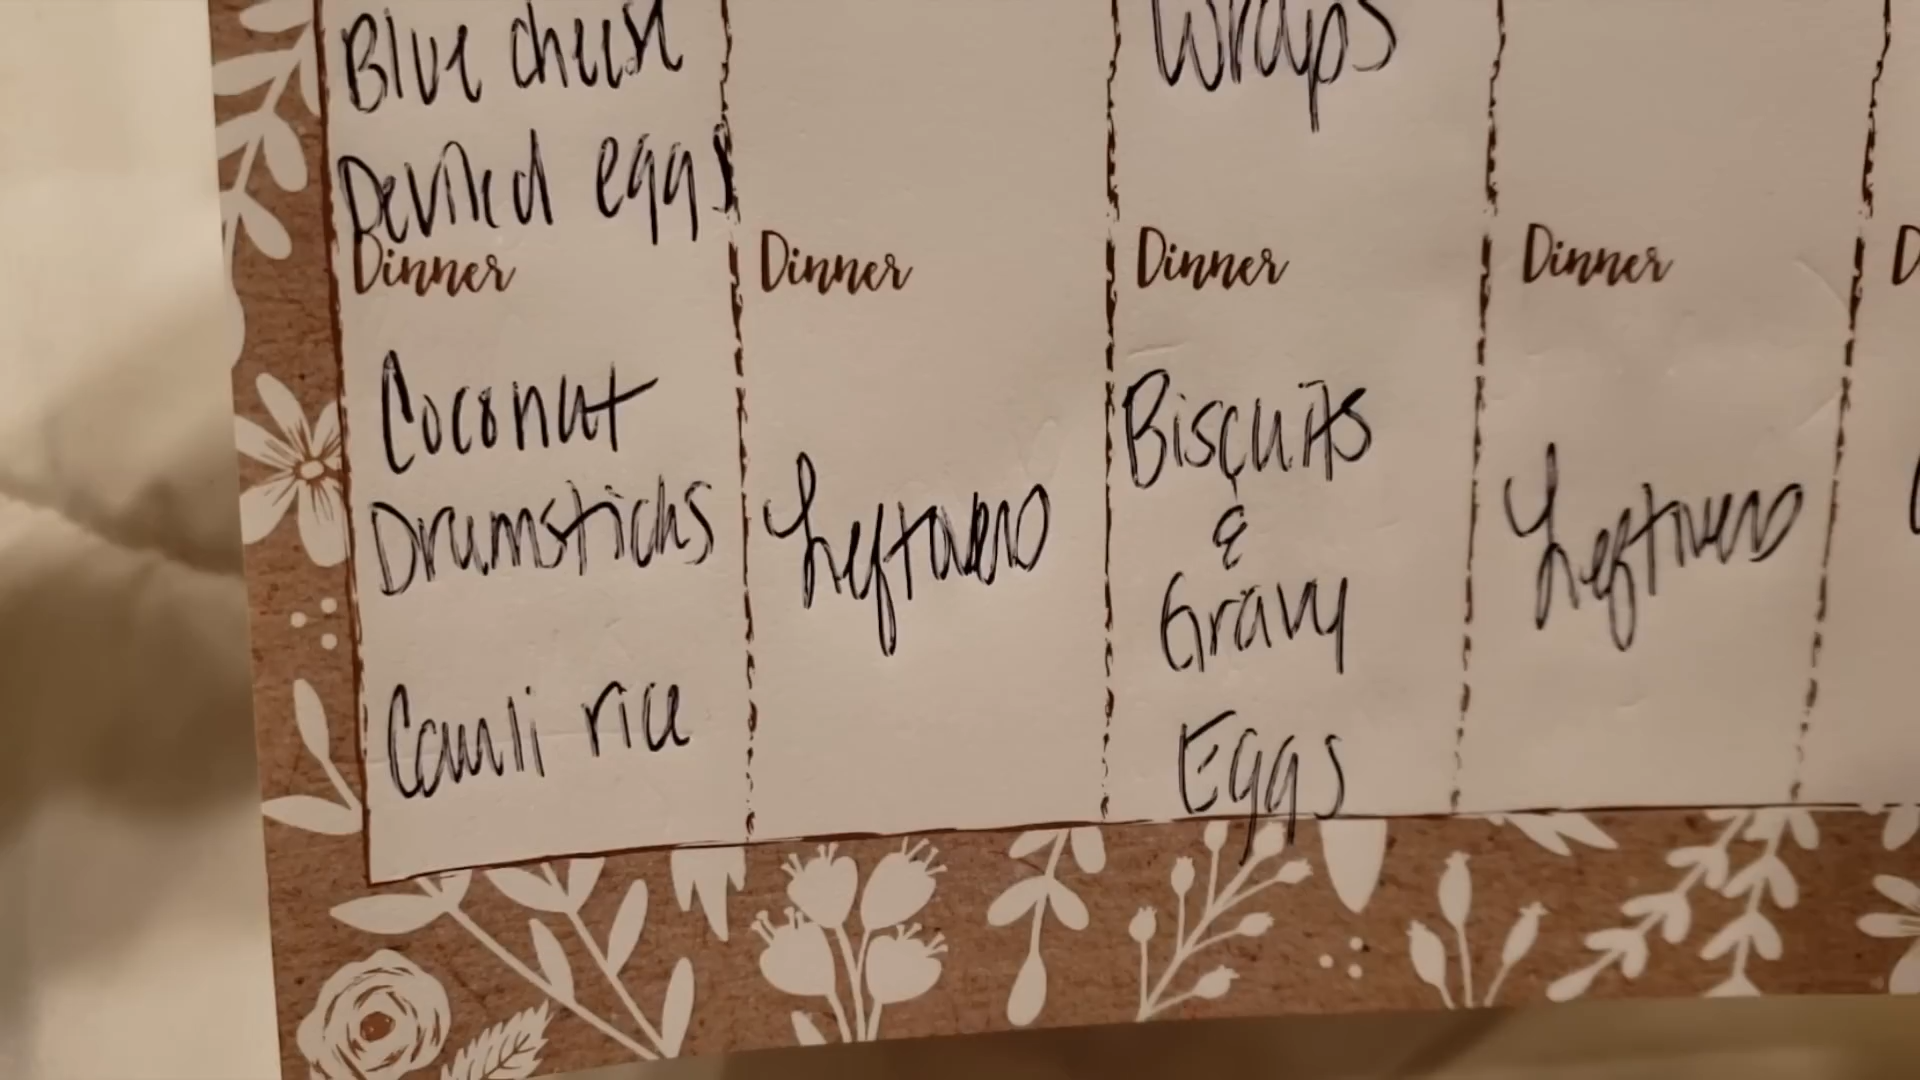 Blue cheese
Deviled eggs
Dinner
Coconut
Drumsticks
Cauli rice
Dinner
Leftovers
Wraps
Dinner
Biscuits
&
Gravy
Eggs
Dinner
Leftovers